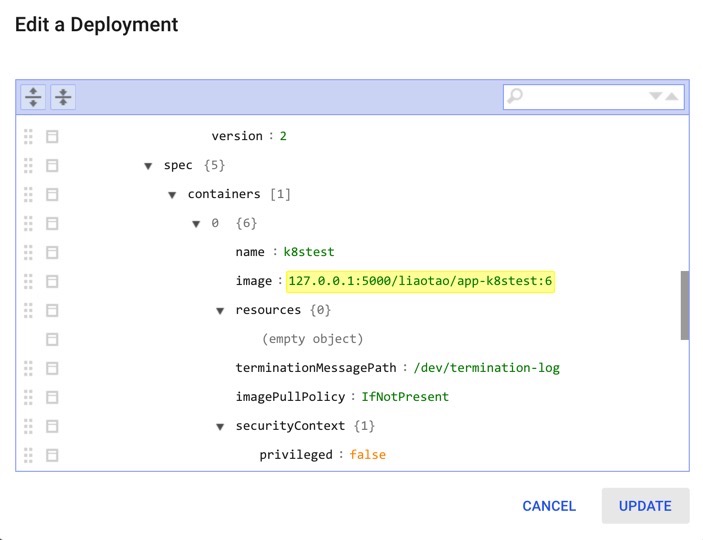 Edit a Deployment
version : 2
spec {5}
containers [1]
0 {6}
name : k8stest
image : 127.0.0.1:5000/liaotao/app-k8stest:6
resources {0}
(empty object)
terminationMessagePath : /dev/termination-log
imagePullPolicy : IfNotPresent
securityContext {1}
privileged : false
CANCEL UPDATE